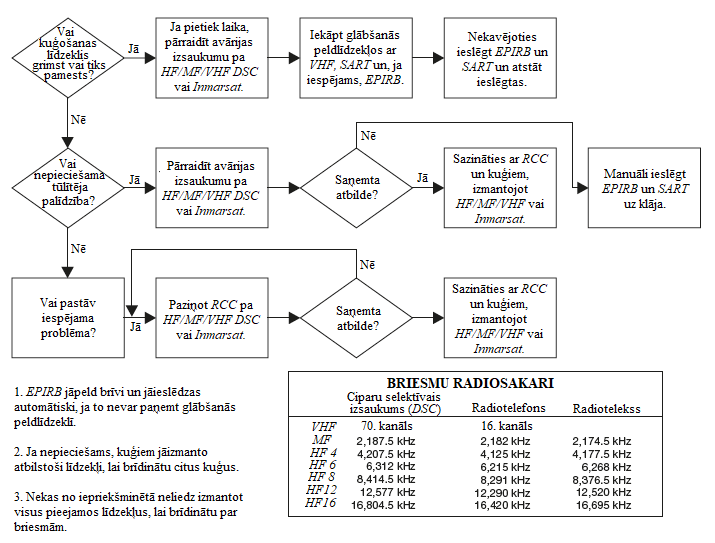 Vai
kuģošanas
līdzeklis
grimst vai tiks
pamests?
Jā
Ja pietiek laika,
pārraidīt avārijas
izsaukumu pa
HF/MF/VHF DSC
vai Inmarsat.
Iekāpt glābšanās
peldlīdzekļos ar
VHF, SART un, ja
iespējams, EPIRB.
Nekavējoties
ieslēgt EPIRB un
SART un atstāt
ieslēgtas.
Nē
Vai
nepieciešama
tūlītēja
palīdzība?
Jā
Pārraidīt avārijas
izsaukumu pa
HF/MF/VHF DSC
vai Inmarsat.
Saņemta
atbilde?
Nē
Jā
Sazināties ar RCC
un kuģiem,
izmantojot
HF/MF/VHF vai
Inmarsat.
Manuāli ieslēgt
EPIRB un SART
uz klāja.
Nē
Vai pastāv
iespējama
problēma?
Jā
Paziņot RCC pa
HF/MF/VHF DSC
vai Inmarsat.
Saņemta
atbilde?
Nē
Sazināties ar RCC
un kuģiem,
izmantojot
HF/MF/VHF vai
Inmarsat.
1. EPIRB jāpeld brīvi un jāieslēdzas
automātiski, ja to nevar paņemt glābšanās
peldlīdzeklī.
2. Ja nepieciešams, kuģiem jāizmanto
atbilstoši līdzekļi, lai brīdinātu citus kuģus.
3. Nekas no iepriekšminētā neliedz izmantot
visus pieejamos līdzekļus, lai brīdinātu par
briesmām.
BRIESMU RADIOSAKARI
Ciparu selektīvais
izsaukums (DSC) Radiotelefons Radiotelekss
VHF 70. kanāls 16. kanāls
MF 2,187.5 kHz 2,182 kHz 2,174.5 kHz
HF 4 4,207.5 kHz 4,125 kHz 4,177.5 kHz
HF 6 6,312 kHz 6,215 kHz 6,268 kHz
HF 8 8,414.5 kHz 8,291 kHz 8,376.5 kHz
HF12 12,577 kHz 12,290 kHz 12,520 kHz
HF16 16,804.5 kHz 16,420 kHz 16,695 kHz